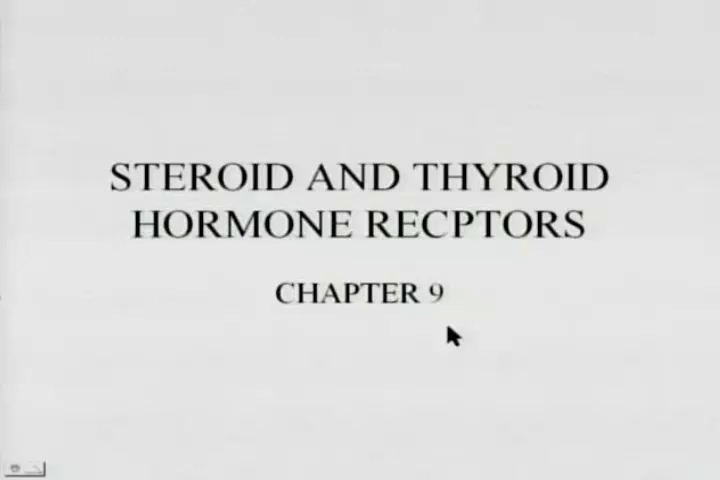 STEROID AND THYROID
HORMONE RECPTORS
CHAPTER 9